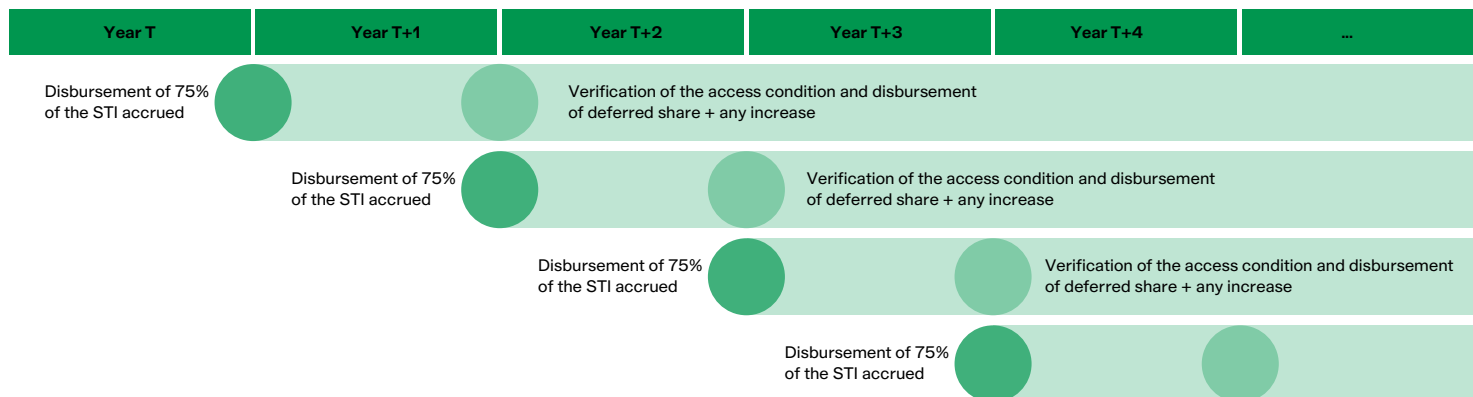 Year T
Year T+1
Year T+2
Year T+3
Year T+4
...
Disbursement of 75%
of the STI accrued
Verification of the access condition and disbursement
of deferred share + any increase
Disbursement of 75%
of the STI accrued
Verification of the access condition and disbursement
of deferred share + any increase
Disbursement of 75%
of the STI accrued
Verification of the access condition and disbursement
of deferred share + any increase
Disbursement of 75%
of the STI accrued